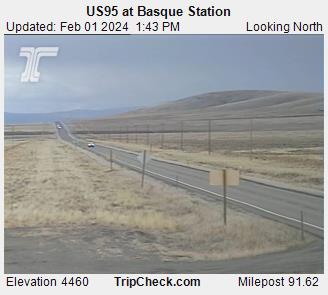 US95 at Basque Station
Updated: Feb 01 2024 1:43 PM Looking North
Elevation 4460 TripCheck.com Milepost 91.62